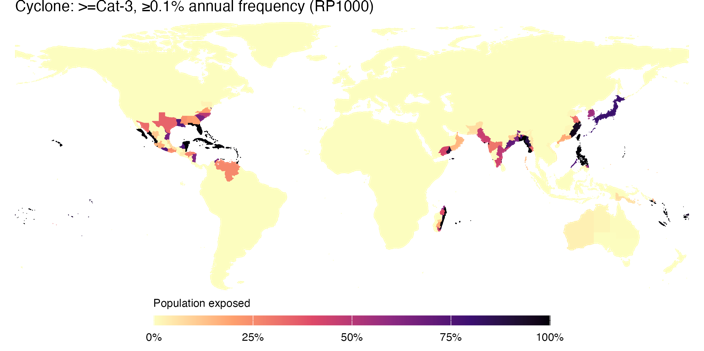 Cyclone: >=Cat-3, ≥0.1% annual frequency (RP1000)
Population exposed
0% 25% 50% 75% 100%